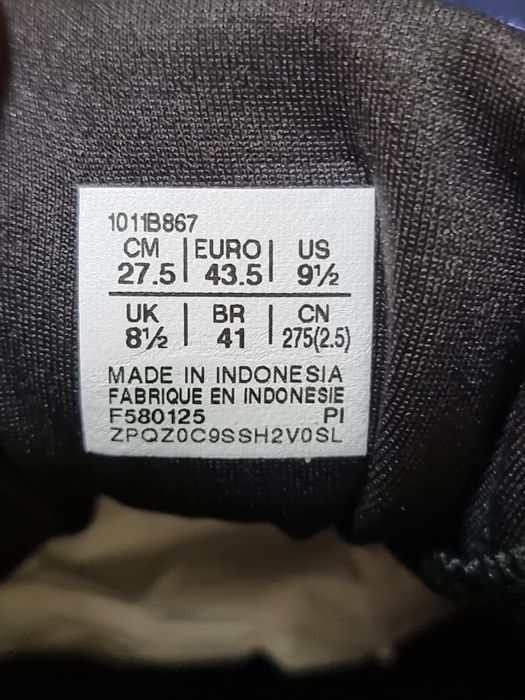 1011B867
CM | EURO | US
27.5 | 43.5 | 9½
UK | BR | CN
8½ | 41 | 275(2.5)
MADE IN INDONESIA
FABRIQUE EN INDONESIE
F580125 PI
ZPQZ0C9SSH2V0SL